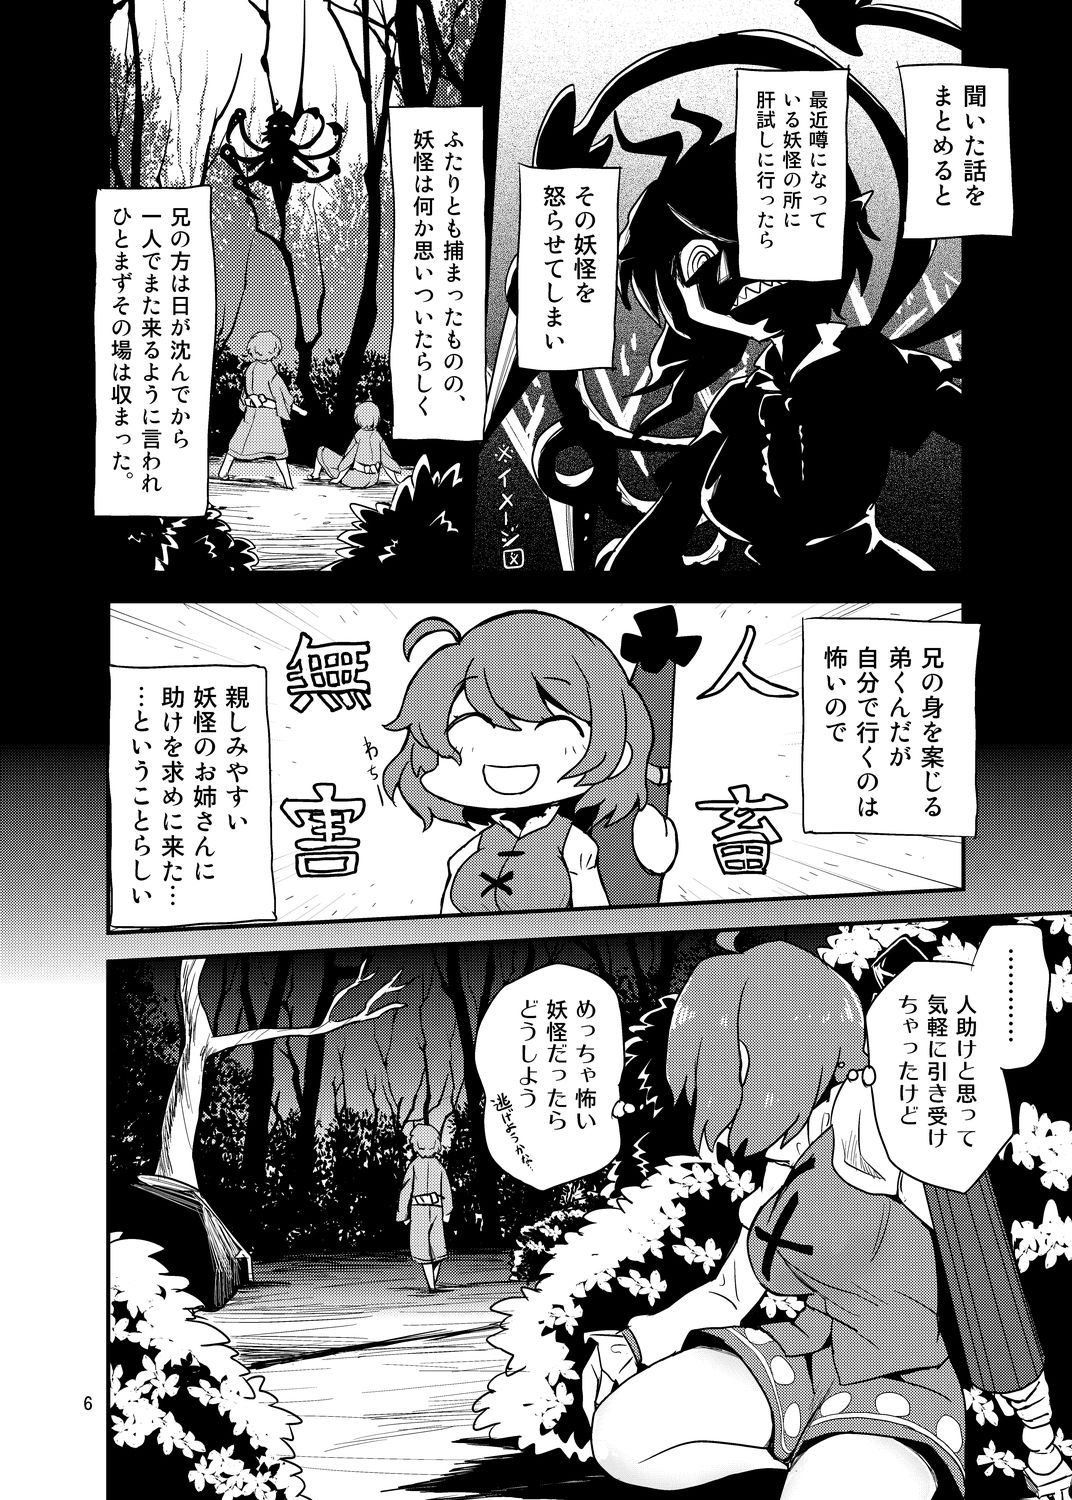 聞いた話を
まとめると
最近噂になって
いる妖怪の所に
肝試しに行ったら
その妖怪を
怒らせてしまい
※イメージ図
ふたりとも捕まったものの、
妖怪は何か思いついたらしく
兄の方は日が沈んでから
一人でまた来るように言われ
ひとまずその場は収まった。
兄の身を案じる
弟くんだが
自分で行くのは
怖いので
人畜
無害
わちー
親しみやすい
妖怪のお姉さんに
助けを求めに来た…
…ということらしい
…………
人助けと思って
気軽に引き受け
ちゃったけど
めっちゃ怖い
妖怪だったら
どうしよう
逃げよっかな…
6